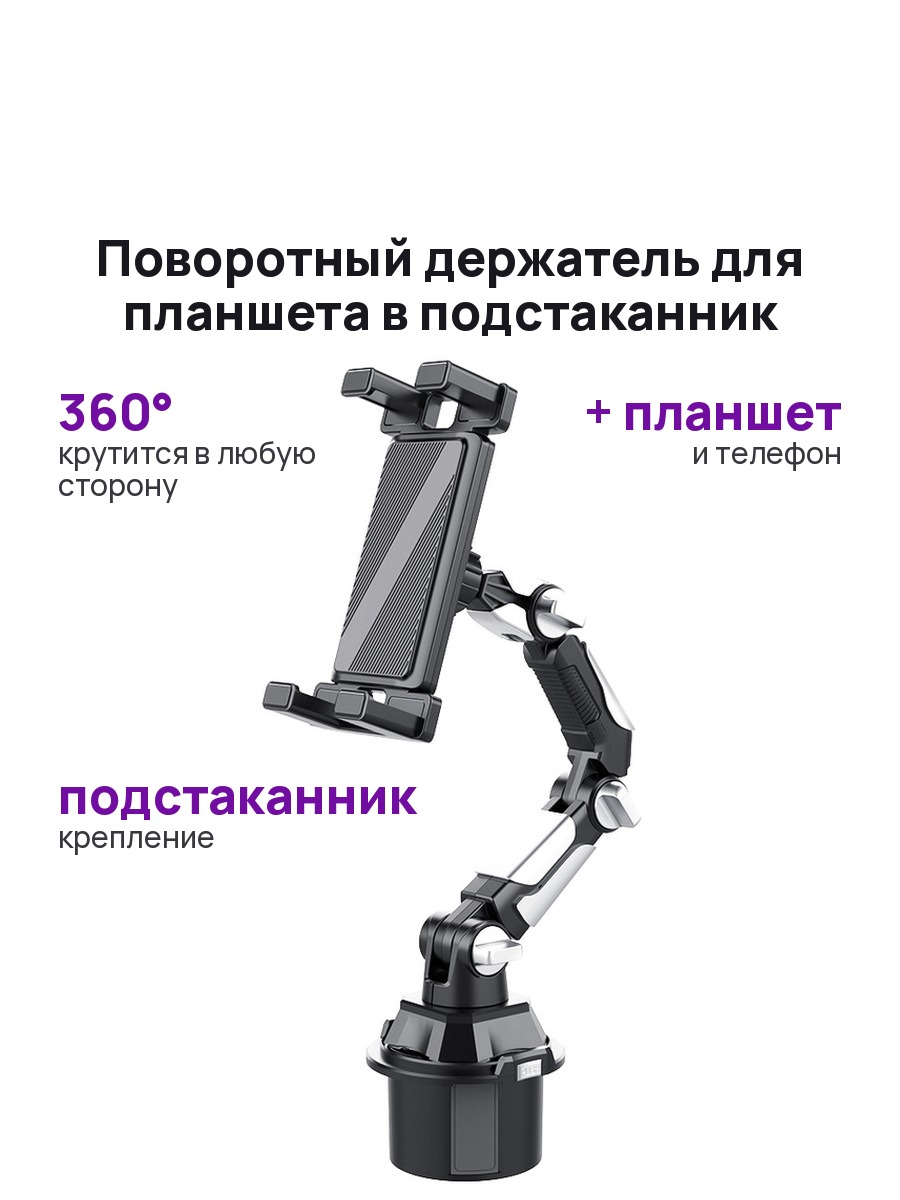 Поворотный держатель для
планшета в подстаканник
360°
крутится в любую
сторону
+ планшет
и телефон
подстаканник
крепление